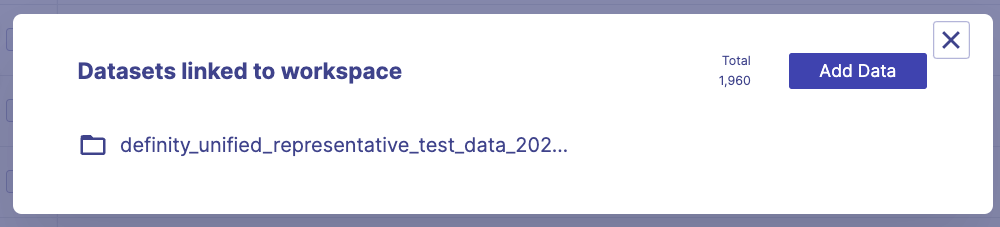 Datasets linked to workspace
Total
1,960
Add Data
definity_unified_representative_test_data_202...